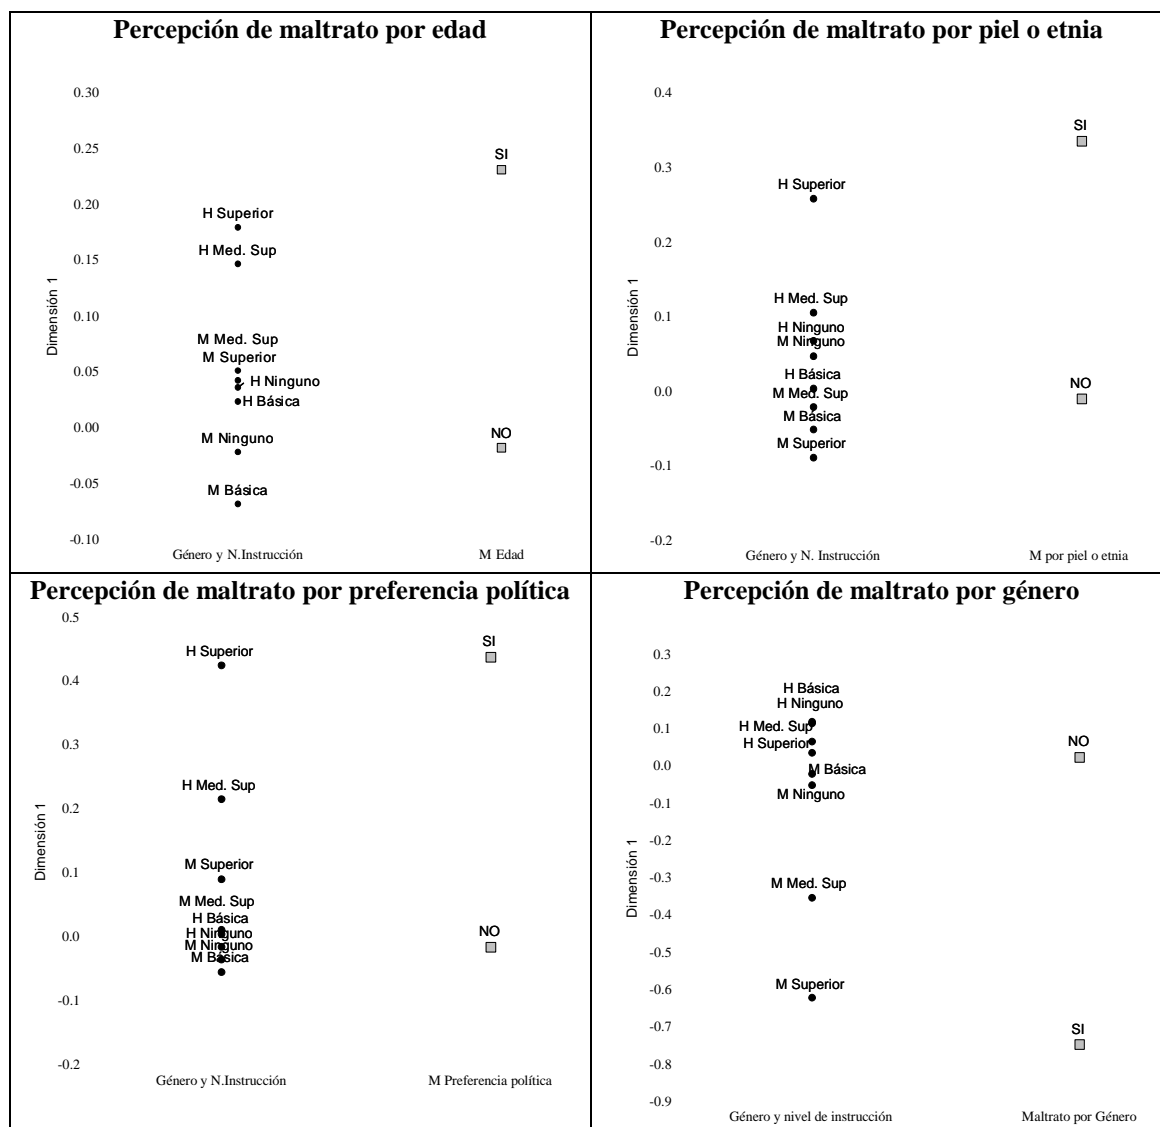 Percepción de maltrato por edad
0.30
0.25
0.20
0.15
0.10
0.05
0.00
-0.05
-0.10
Dimensión 1
SI
H Superior
H Med. Sup
M Med. Sup
M Superior
H Ninguno
H Básica
M Ninguno
NO
M Básica
Género y N.Instrucción
M Edad
Percepción de maltrato por piel o etnia
0.4
0.3
0.2
0.1
0.0
-0.1
-0.2
Dimensión 1
SI
H Superior
H Med. Sup
H Ninguno
M Ninguno
H Básica
NO
M Med. Sup
M Básica
M Superior
Género y N. Instrucción
M por piel o etnia
Percepción de maltrato por preferencia política
0.5
0.4
0.3
0.2
0.1
0.0
-0.1
-0.2
Dimensión 1
SI
H Superior
H Med. Sup
M Superior
M Med. Sup
H Básica
H Ninguno
NO
M Ninguno
M Básica
Género y N.Instrucción
M Preferencia política
Percepción de maltrato por género
0.3
0.2
0.1
0.0
-0.1
-0.2
-0.3
-0.4
-0.5
-0.6
-0.7
-0.8
-0.9
Dimensión 1
H Básica
H Ninguno
H Med. Sup
H Superior
NO
M Básica
M Ninguno
M Med. Sup
M Superior
SI
Género y nivel de instrucción
Maltrato por Género